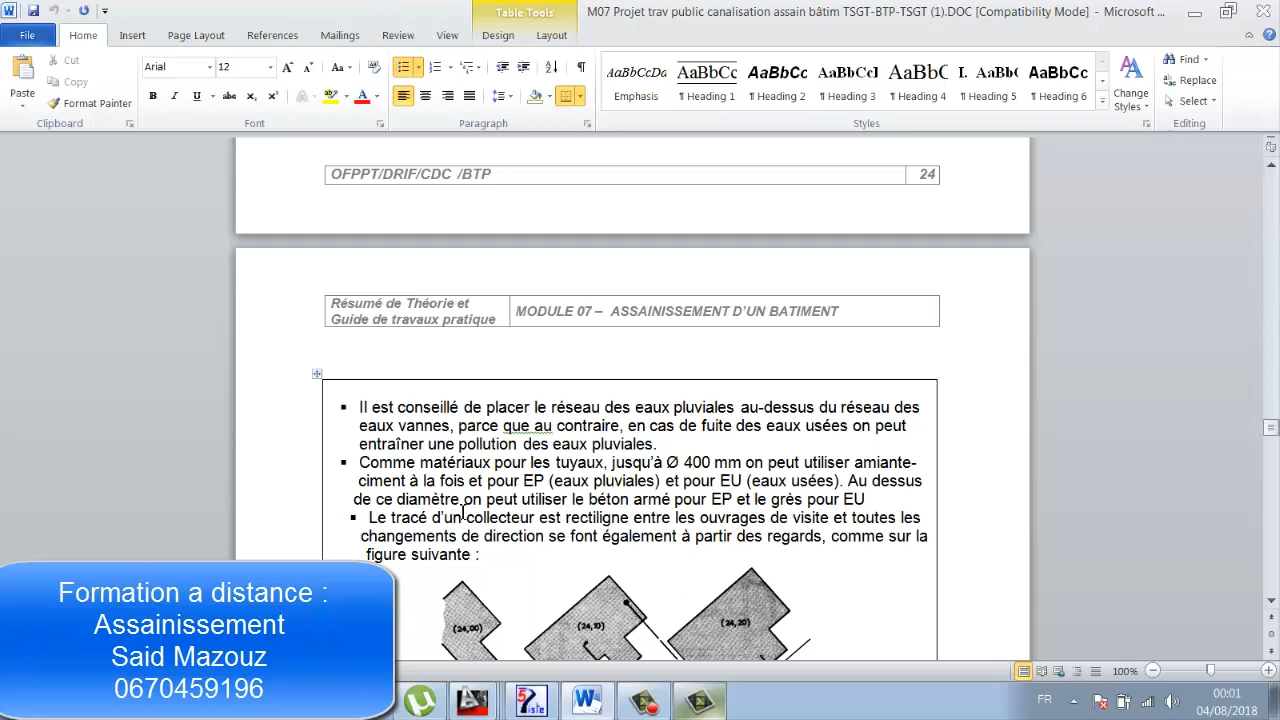 Table Tools
M07 Projet trav public canalisation assain bâtim TSGT-BTP-TSGT (1).DOC [Compatibility Mode] - Microsoft ...
File Home Insert Page Layout References Mailings Review View Design Layout
Cut
Copy
Format Painter
Paste
Clipboard
Arial 12
B I U abc x₂ x²
Font
Paragraph
AaBbCcDa AaBbCc AaBbCc AaBbCcI AaBbC I. AaBbC AaBbCc
Emphasis ¶ Heading 1 ¶ Heading 2 ¶ Heading 3 ¶ Heading 4 ¶ Heading 5 ¶ Heading 6
Styles
Change
Styles
Find
Replace
Select
Editing
OFPPT/DRIF/CDC /BTP 24
Résumé de Théorie et
Guide de travaux pratique
MODULE 07 – ASSAINISSEMENT D'UN BATIMENT
▪ Il est conseillé de placer le réseau des eaux pluviales au-dessus du réseau des
eaux vannes, parce que au contraire, en cas de fuite des eaux usées on peut
entraîner une pollution des eaux pluviales.
▪ Comme matériaux pour les tuyaux, jusqu'à Ø 400 mm on peut utiliser amiante-
ciment à la fois et pour EP (eaux pluviales) et pour EU (eaux usées). Au dessus
de ce diamètre on peut utiliser le béton armé pour EP et le grès pour EU
▪ Le tracé d'un collecteur est rectiligne entre les ouvrages de visite et toutes les
changements de direction se font également à partir des regards, comme sur la
figure suivante :
(24,00) (24,10) (24,20)
Formation a distance :
Assainissement
Said Mazouz
0670459196
100%
FR
00:01
04/08/2018